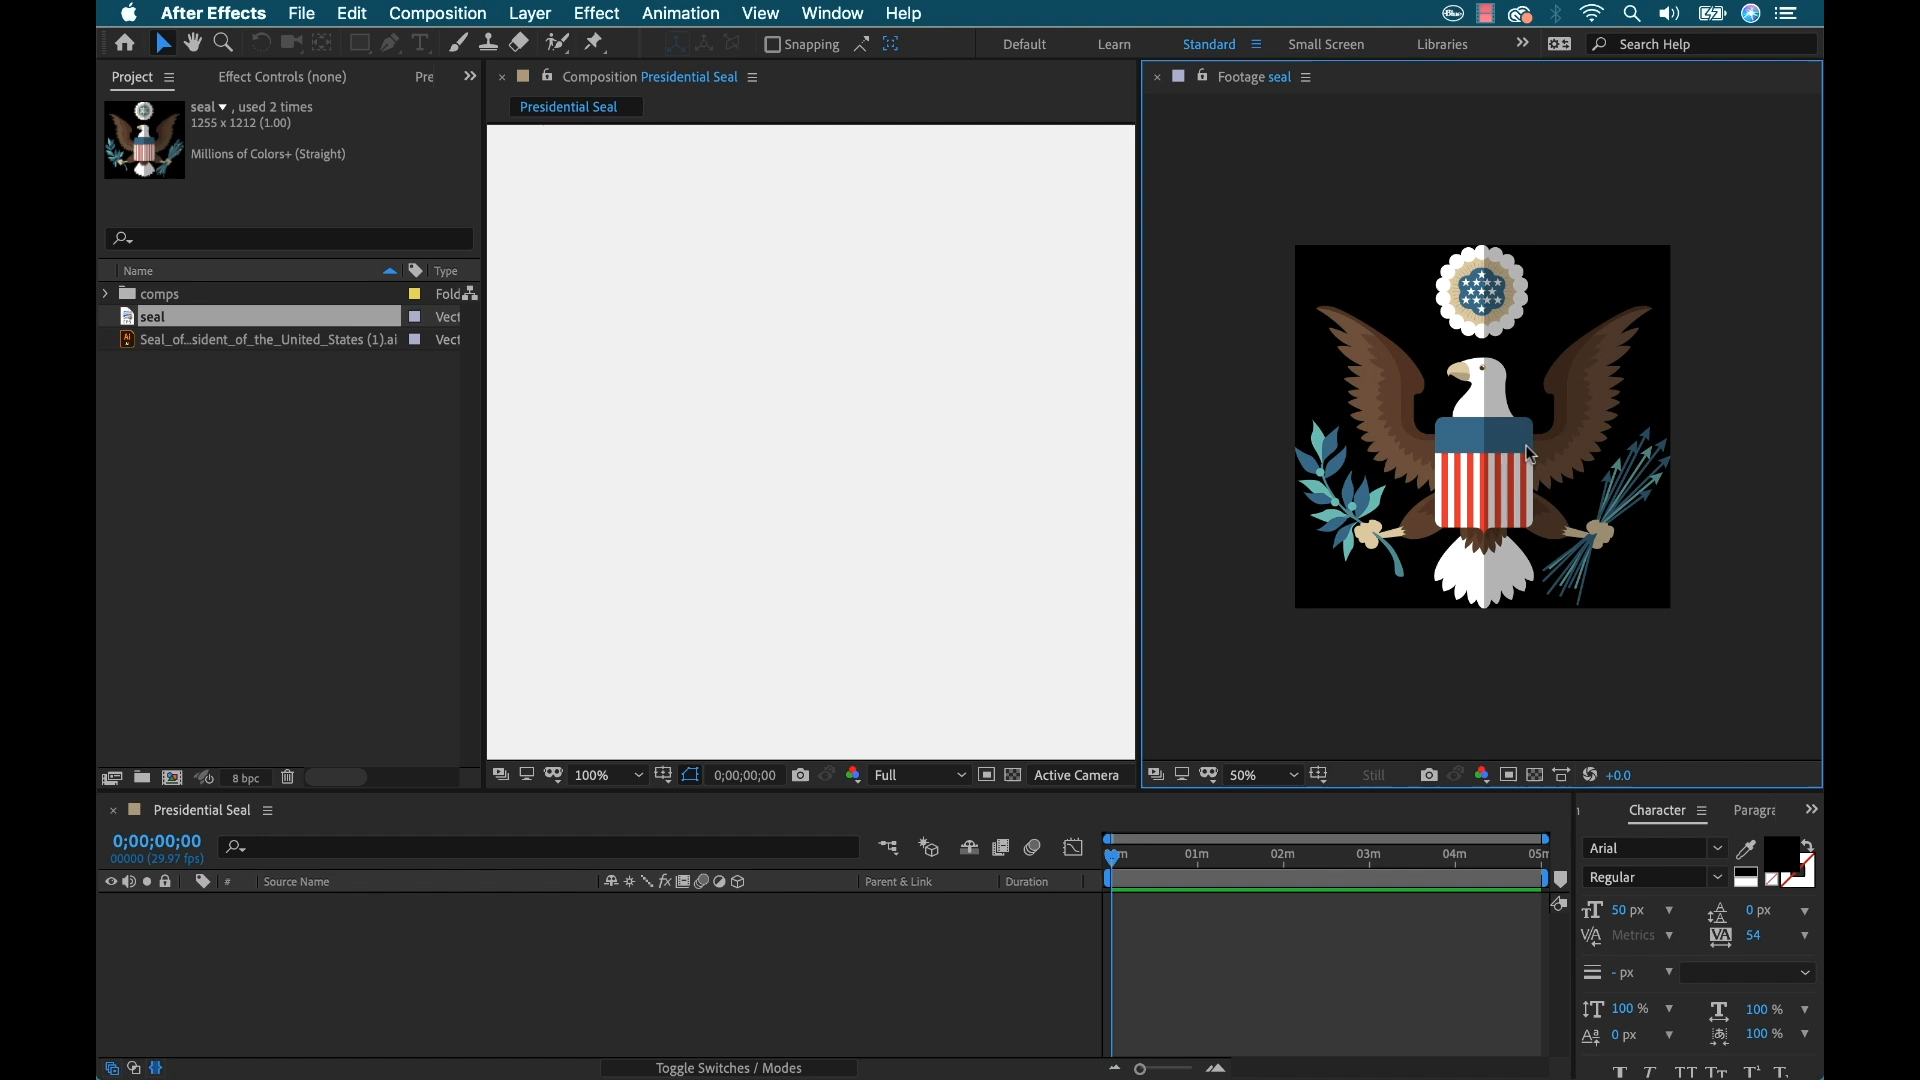 After Effects File Edit Composition Layer Effect Animation View Window Help
Snapping Default Learn Standard Small Screen Libraries Search Help
Project Effect Controls (none) Pre
seal , used 2 times
1255 x 1212 (1.00)
Millions of Colors+ (Straight)
Name Type
comps Fold
seal Vect
Seal_of...sident_of_the_United_States (1).ai Vect
8 bpc
Composition Presidential Seal
Presidential Seal
100% 0;00;00;00 Full Active Camera
Footage seal
50% Still +0.0
Presidential Seal
0;00;00;00
00000 (29.97 fps)
# Source Name Parent & Link Duration
01m 02m 03m 04m 05m
Toggle Switches / Modes
Character Paragra
Arial
Regular
50 px 0 px
Metrics 54
- px
100 % 100 %
0 px 100 %